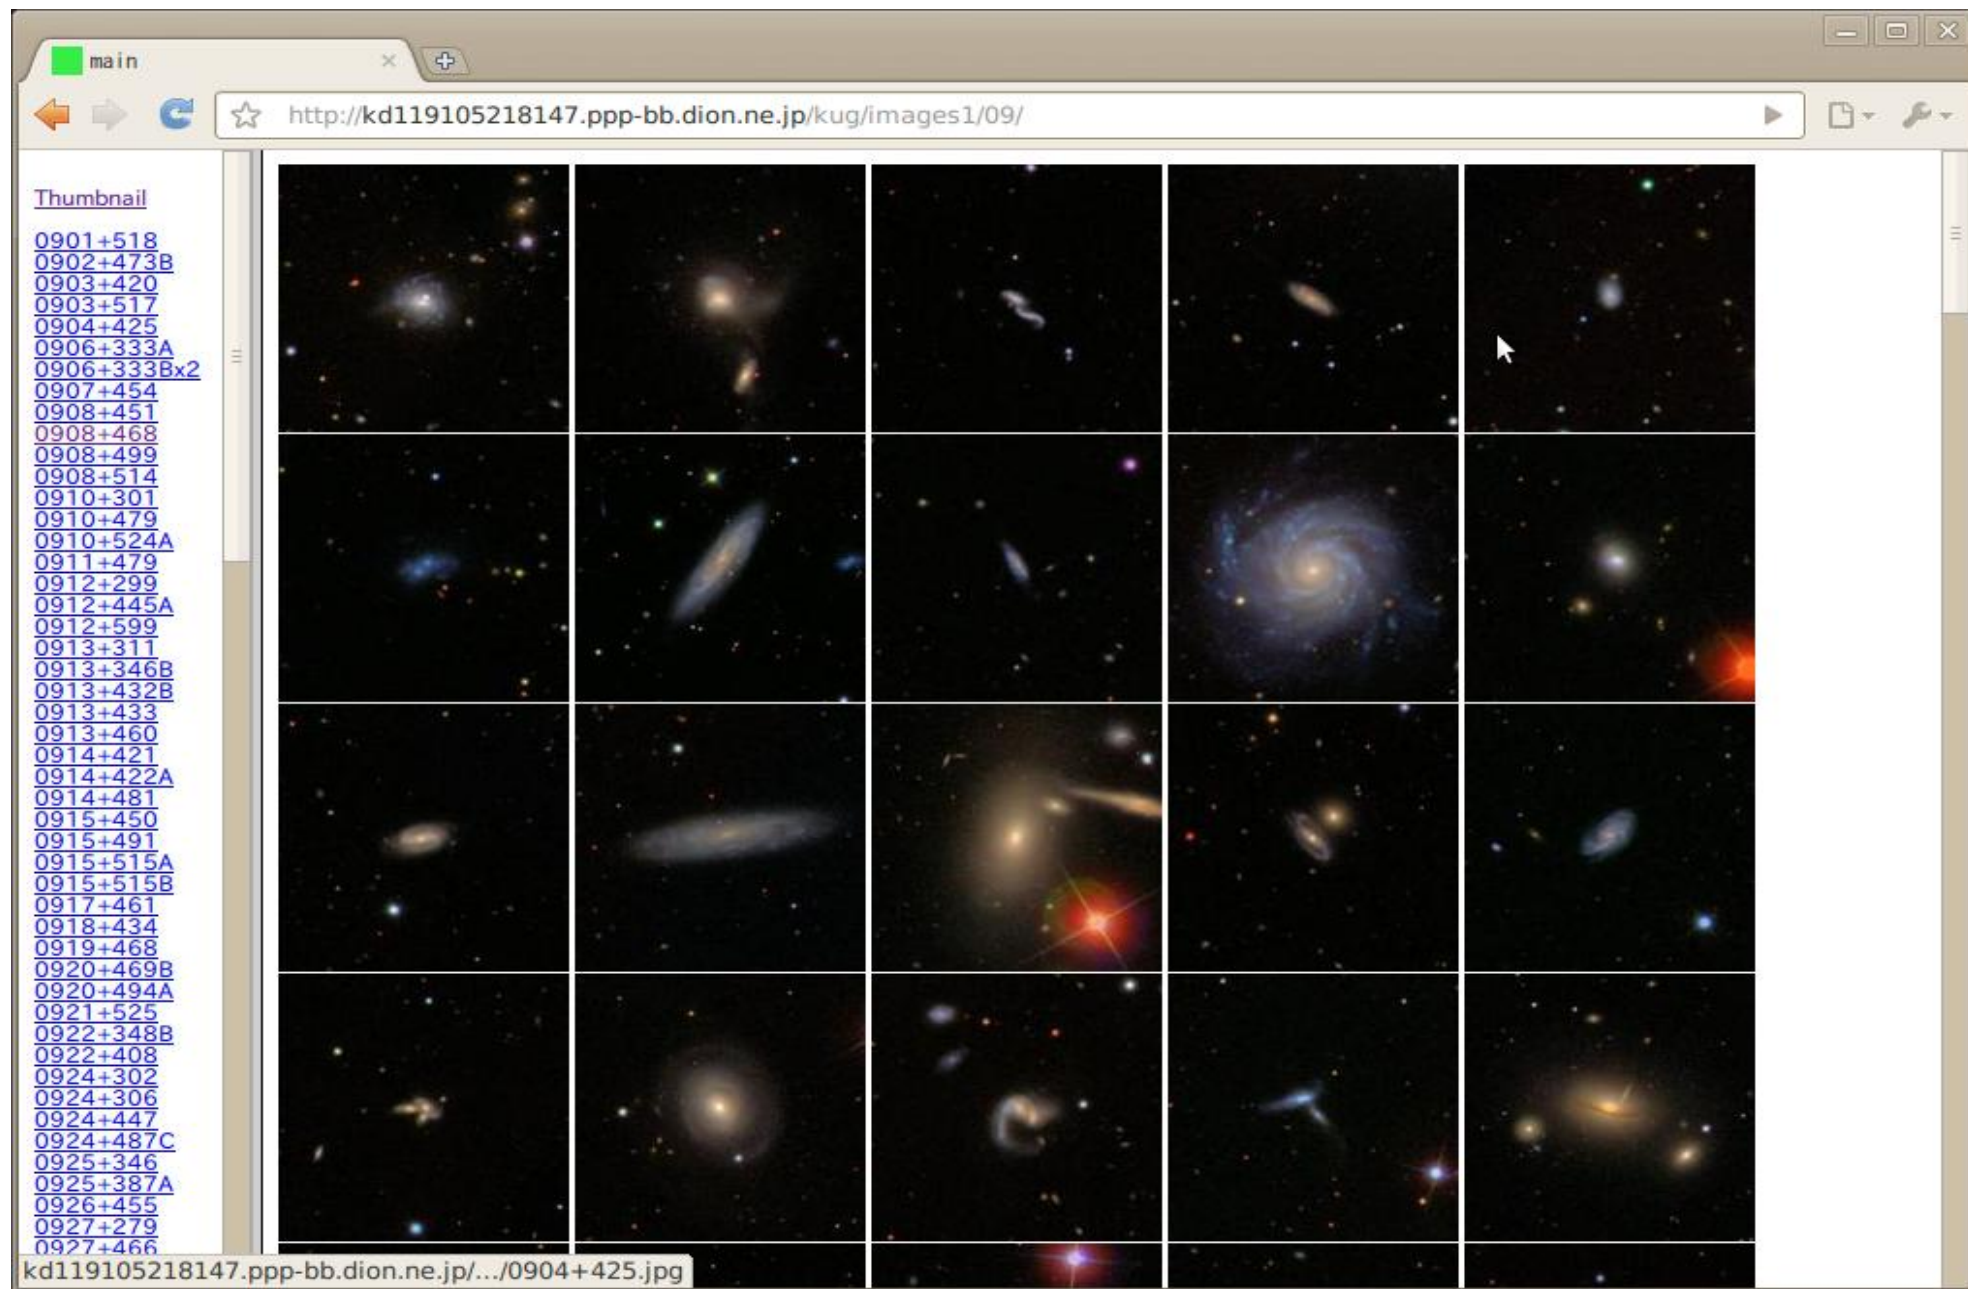 main
http://kd119105218147.ppp-bb.dion.ne.jp/kug/images1/09/
Thumbnail
0901+518
0902+473B
0903+420
0903+517
0904+425
0906+333A
0906+333Bx2
0907+454
0908+451
0908+468
0908+499
0908+514
0910+301
0910+479
0910+524A
0911+479
0912+299
0912+445A
0912+599
0913+311
0913+346B
0913+432B
0913+433
0913+460
0914+421
0914+422A
0914+481
0915+450
0915+491
0915+515A
0915+515B
0917+461
0918+434
0919+468
0920+469B
0920+494A
0921+525
0922+348B
0922+408
0924+302
0924+306
0924+447
0924+487C
0925+346
0925+387A
0926+455
0927+279
0927+466
kd119105218147.ppp-bb.dion.ne.jp/.../0904+425.jpg